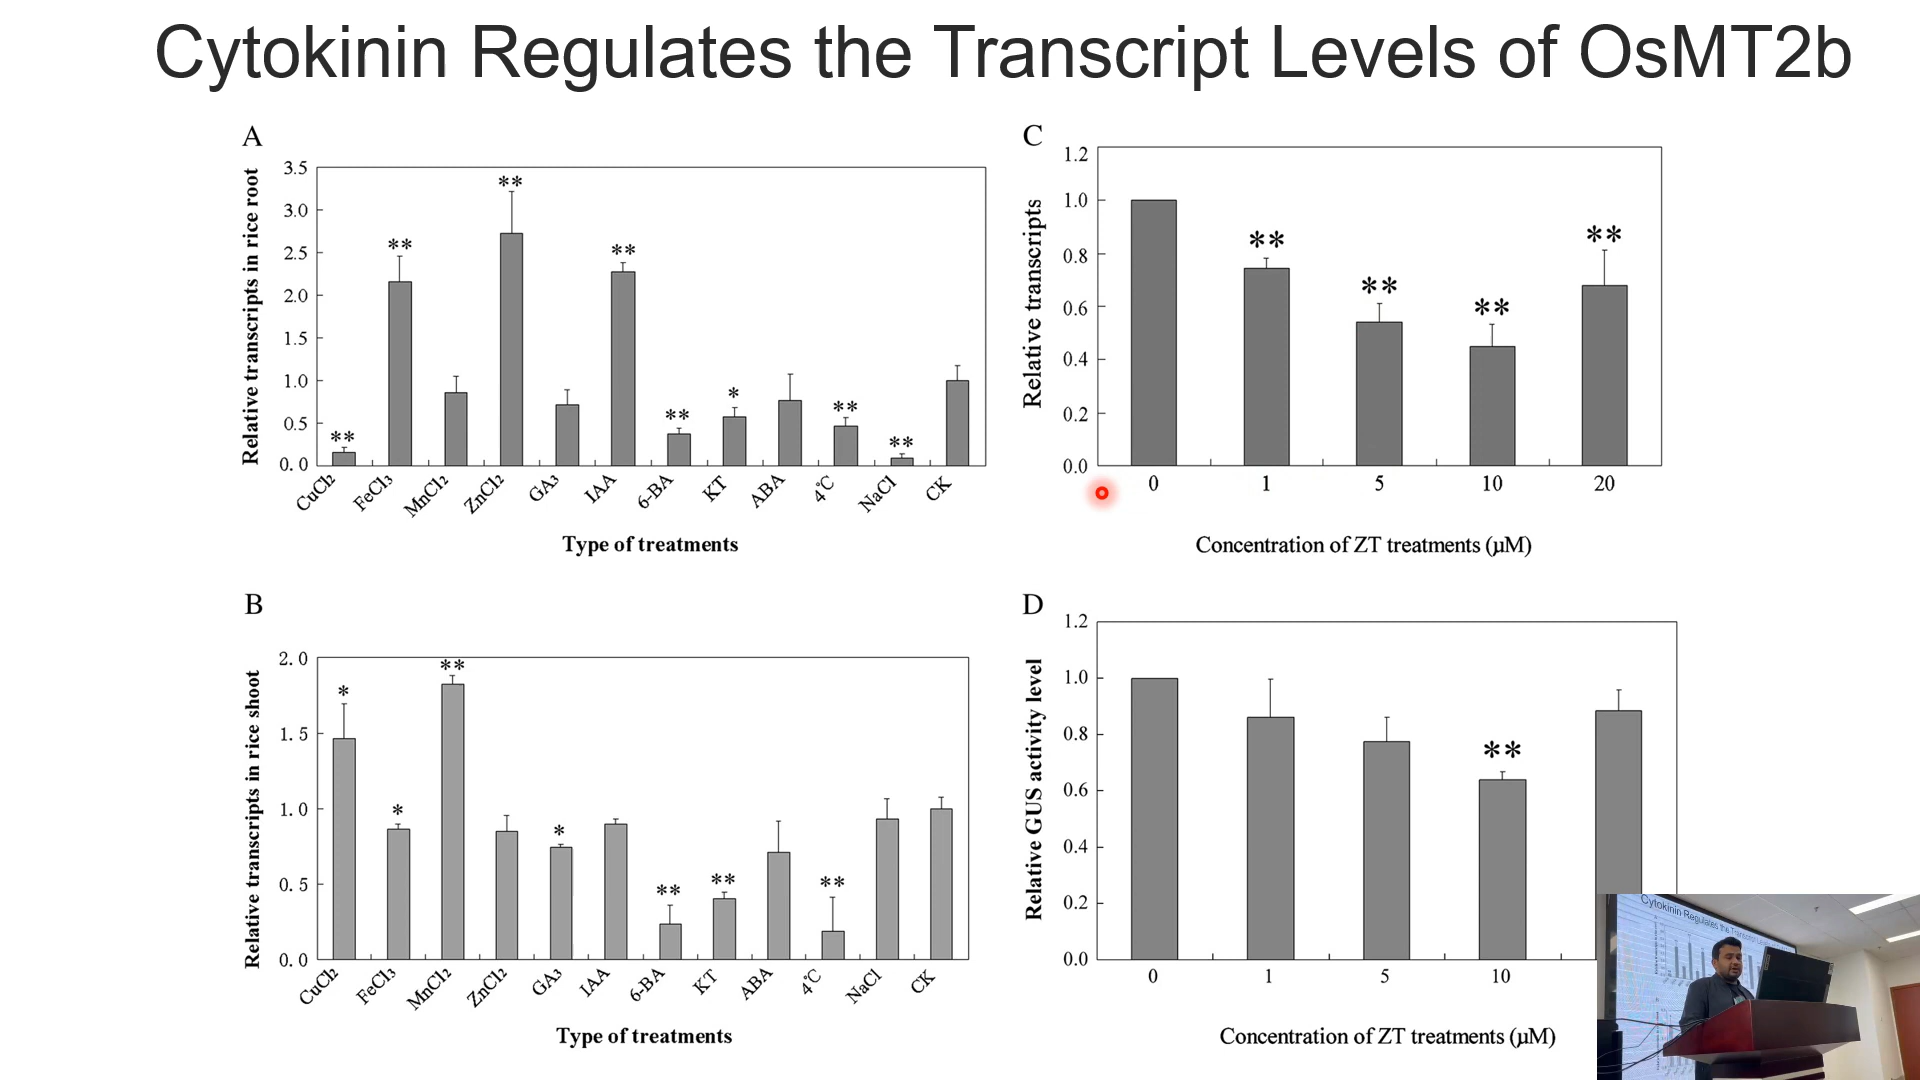 Cytokinin Regulates the Transcript Levels of OsMT2b
A
Relative transcripts in rice root
3.5
3.0
2.5
2.0
1.5
1.0
0.5
0.0
**
**
**
**
**
*
**
**
CuCl2
FeCl3
MnCl2
ZnCl2
GA3
IAA
6-BA
KT
ABA
4℃
NaCl
CK
Type of treatments
B
Relative transcripts in rice shoot
2.0
1.5
1.0
0.5
0.0
*
*
**
*
**
**
**
CuCl2
FeCl3
MnCl2
ZnCl2
GA3
IAA
6-BA
KT
ABA
4℃
NaCl
CK
Type of treatments
C
Relative transcripts
1.2
1.0
0.8
0.6
0.4
0.2
0.0
**
**
**
**
0
1
5
10
20
Concentration of ZT treatments (µM)
D
Relative GUS activity level
1.2
1.0
0.8
0.6
0.4
0.2
0.0
**
0
1
5
10
Concentration of ZT treatments (µM)
Cytokinin Regulates the Transcript Level